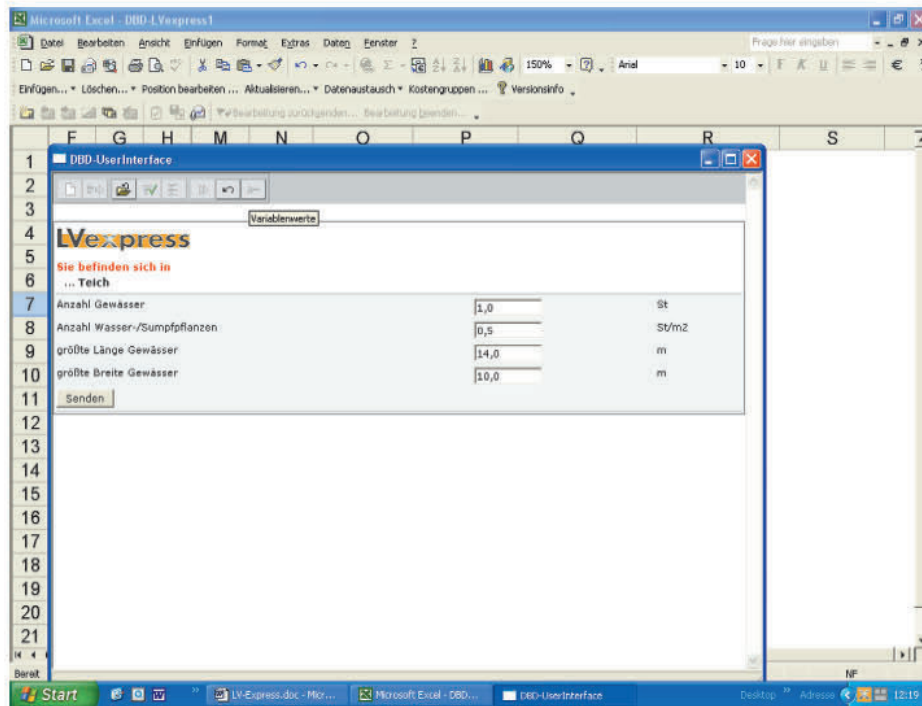 Microsoft Excel - DBD-LVexpress1
Datei Bearbeiten Ansicht Einfügen Format Extras Daten Fenster ? Frage hier eingeben
150% Arial 10 F K U €
Einfügen... Löschen... Position bearbeiten ... Aktualisieren... Datenaustausch Kostengruppen ... Versionsinfo
Bearbeitung zurückgenden... Bearbeitung beenden...
F G H M N O P Q R S
1 DBD-UserInterface
2
3 Variablenwerte
4 LVexpress
5 Sie befinden sich in
6 ... Teich
7 Anzahl Gewässer 1,0 St
8 Anzahl Wasser-/Sumpfpflanzen 0,5 St/m2
9 größte Länge Gewässer 14,0 m
10 größte Breite Gewässer 10,0 m
11 Senden
12
13
14
15
16
17
18
19
20
21
Bereit NF
Start LV-Express.doc - Micr... Microsoft Excel - DBD... DBD-UserInterface Desktop Adresse 12:19